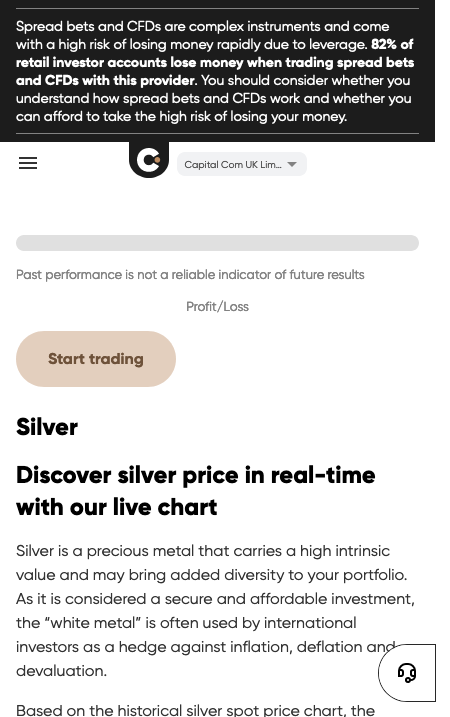 Spread bets and CFDs are complex instruments and come
with a high risk of losing money rapidly due to leverage. 82% of
retail investor accounts lose money when trading spread bets
and CFDs with this provider. You should consider whether you
understand how spread bets and CFDs work and whether you
can afford to take the high risk of losing your money.
Capital Com UK Lim...
Past performance is not a reliable indicator of future results
Profit/Loss
Start trading
Silver
Discover silver price in real-time
with our live chart
Silver is a precious metal that carries a high intrinsic
value and may bring added diversity to your portfolio.
As it is considered a secure and affordable investment,
the “white metal” is often used by international
investors as a hedge against inflation, deflation and
devaluation.
Based on the historical silver spot price chart, the